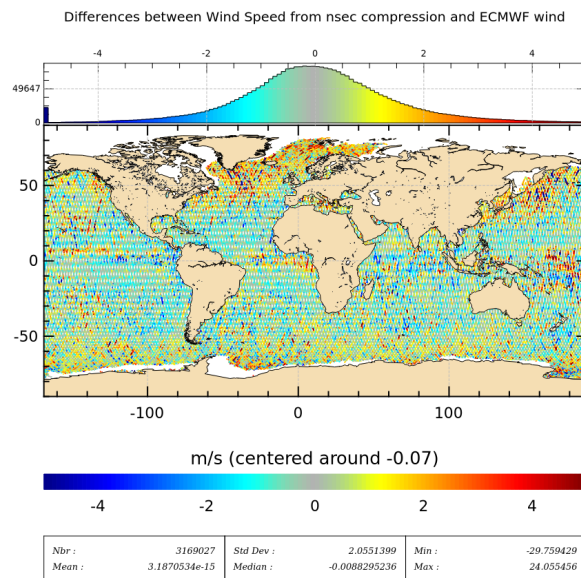 Differences between Wind Speed from nsec compression and ECMWF wind
-4 -2 0 2 4
49647
0
50
0
-50
-100 0 100
m/s (centered around -0.07)
-4 -2 0 2 4
Nbr : 3169027 Std Dev : 2.0551399 Min : -29.759429
Mean : 3.1870534e-15 Median : -0.0088295236 Max : 24.055456